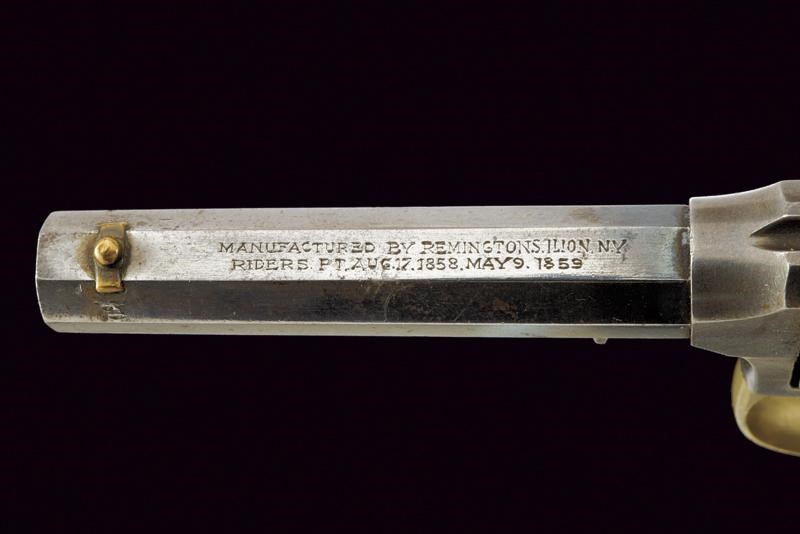 MANUFACTURED BY REMINGTONS, ILION, N.Y.
RIDERS. PT. AUG. 17. 1858, MAY 9. 1859